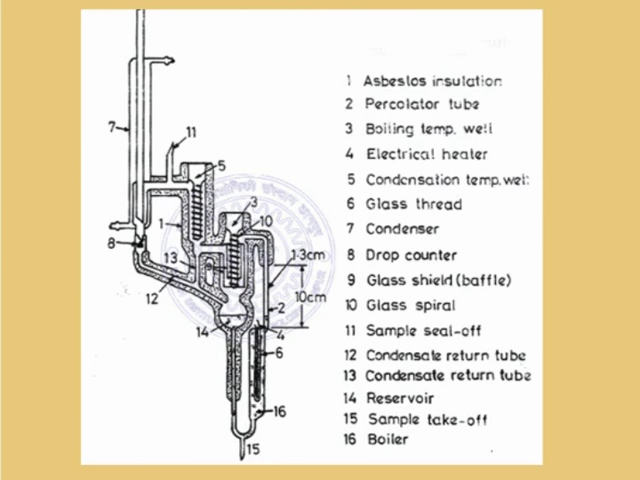 1 Asbestos insulation
2 Percolator tube
3 Boiling temp. well
4 Electrical heater
5 Condensation temp. well
6 Glass thread
7 Condenser
8 Drop counter
9 Glass shield (baffle)
10 Glass spiral
11 Sample seal-off
12 Condensate return tube
13 Condensate return tube
14 Reservoir
15 Sample take-off
16 Boiler
11
7
5
3
10
1
8
13
1·3cm
12
10cm
2
14
4
6
16
15